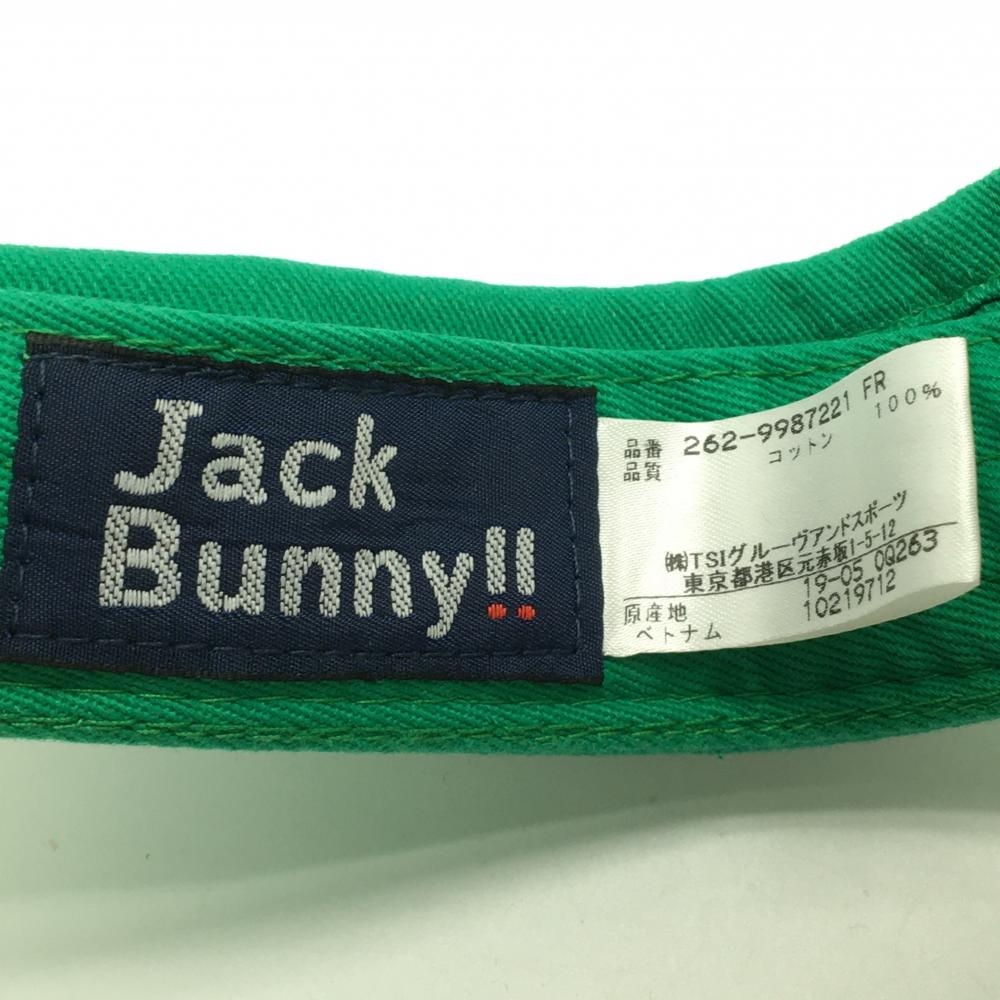 Jack
Bunny!!
品番 262-9987221 FR
品質 コットン 100%
㈱TSIグルーヴアンドスポーツ
東京都港区元赤坂1-5-12
19-05 0Q263
原産地 10219712
ベトナム